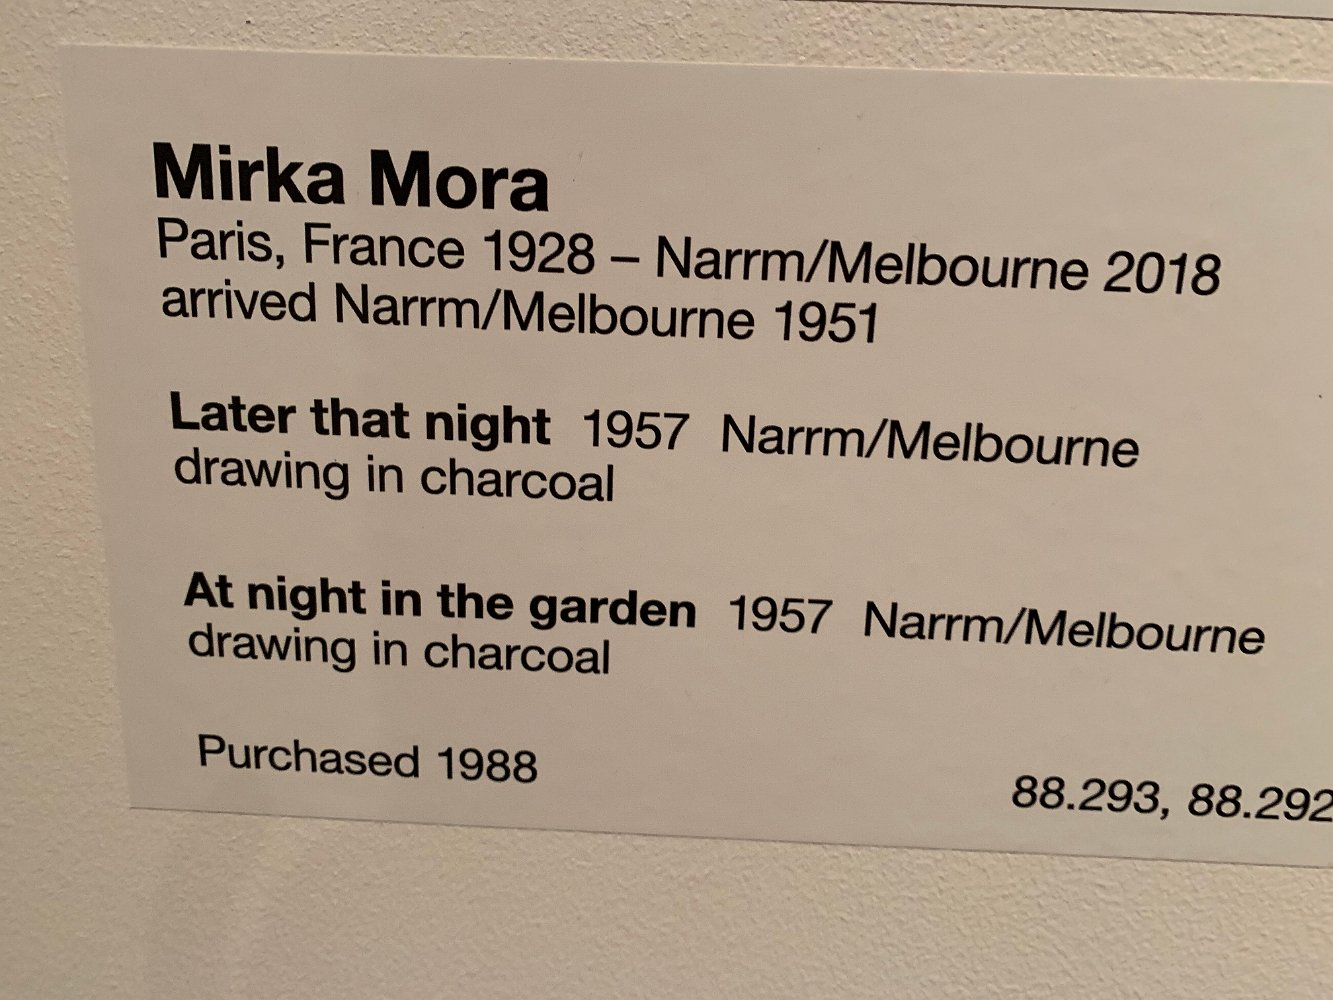 Mirka Mora
Paris, France 1928 – Narrm/Melbourne 2018
arrived Narrm/Melbourne 1951
Later that night 1957 Narrm/Melbourne
drawing in charcoal
At night in the garden 1957 Narrm/Melbourne
drawing in charcoal
Purchased 1988
88.293, 88.292